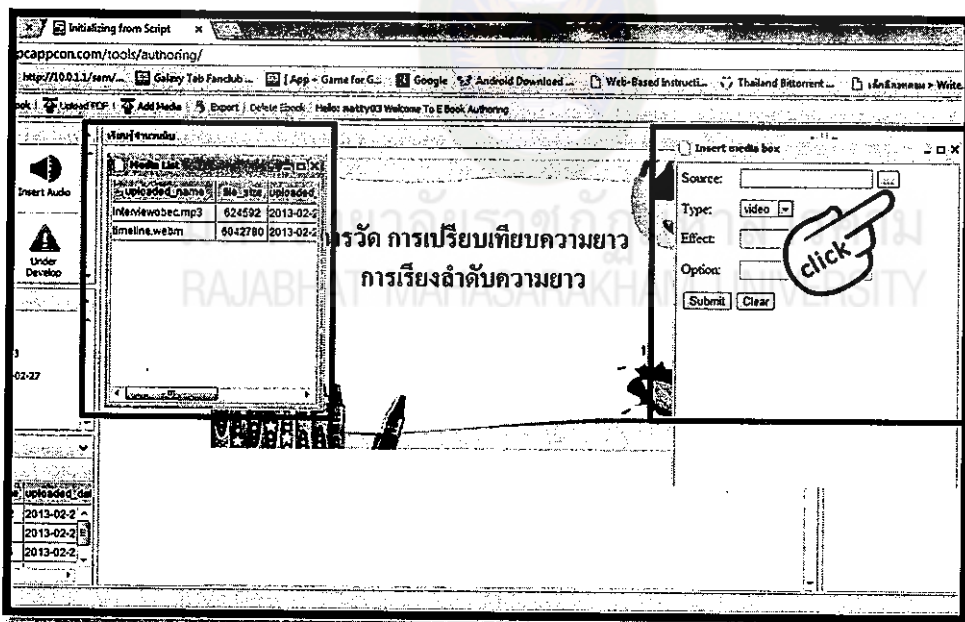 Initializing from Script
pcappcon.com/tools/authoring/
http://10.0.1.1/serv/... Galaxy Tab Fanclub ... [ App + Game for G... Google Android Download ... Web-Based Instructi... Thailand Bittorrent ... > Write.
Upload PDF Add Media Export Delete Ebook Hello: natty03 Welcome To E Book Authoring
Insert Audio
Under
Develop
Media List
uploaded_name file_size uploaded_
Interviewobec.mp3 624592 2013-02-2
timeline.webm 6042780 2013-02-2
ารวัด การเปรียบเทียบความยาว
การเรียงลำดับความยาว
Insert media box
Source: ...
Type: video
Effect:
Option:
Submit Clear
click
RAJABHAT MAHASARAKHAM UNIVERSITY
3
02-27
uploaded_dat
2013-02-2
2013-02-2
2013-02-2